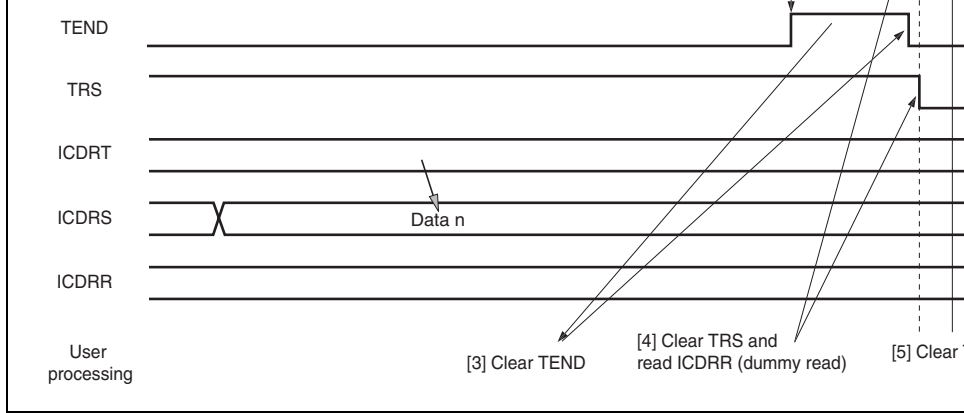 TEND
TRS
ICDRT
ICDRS
Data n
ICDRR
User
processing
[3] Clear TEND
[4] Clear TRS and
read ICDRR (dummy read)
[5] Clear